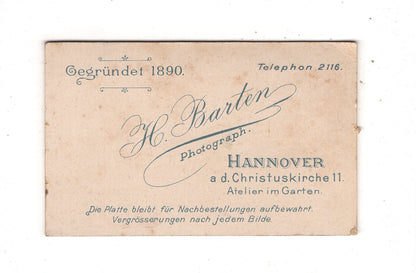 Gegründet 1890.
Telephon 2116.
H. Barten
Photograph.
HANNOVER
a d. Christuskirche 11.
Atelier im Garten.
Die Platte bleibt für Nachbestellungen aufbewahrt.
Vergrösserungen nach jedem Bilde.